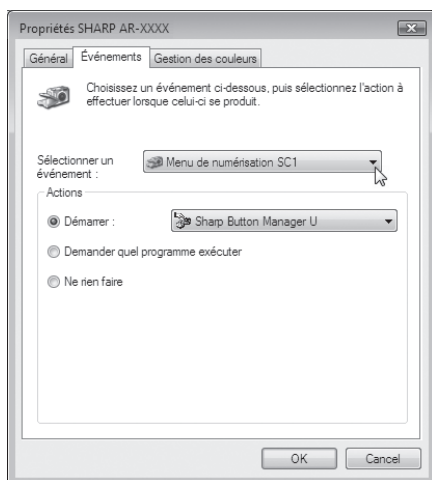 Propriétés SHARP AR-XXXX
Général Événements Gestion des couleurs
Choisissez un événement ci-dessous, puis sélectionnez l'action à
effectuer lorsque celui-ci se produit.
Sélectionner un
événement :
Menu de numérisation SC1
Actions
Démarrer :
Sharp Button Manager U
Demander quel programme exécuter
Ne rien faire
OK Cancel